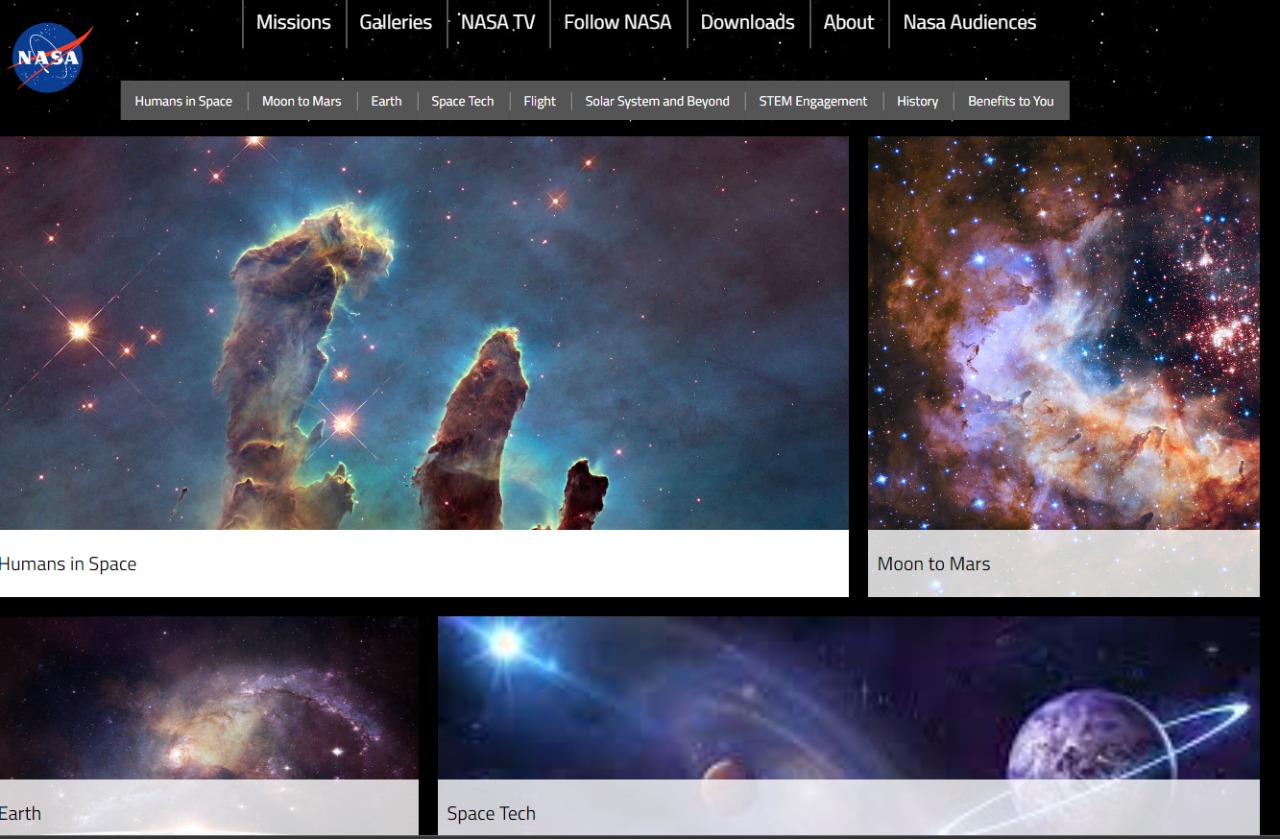 Missions Galleries NASA TV Follow NASA Downloads About Nasa Audiences
NASA
Humans in Space Moon to Mars Earth Space Tech Flight Solar System and Beyond STEM Engagement History Benefits to You
Humans in Space
Moon to Mars
Earth
Space Tech